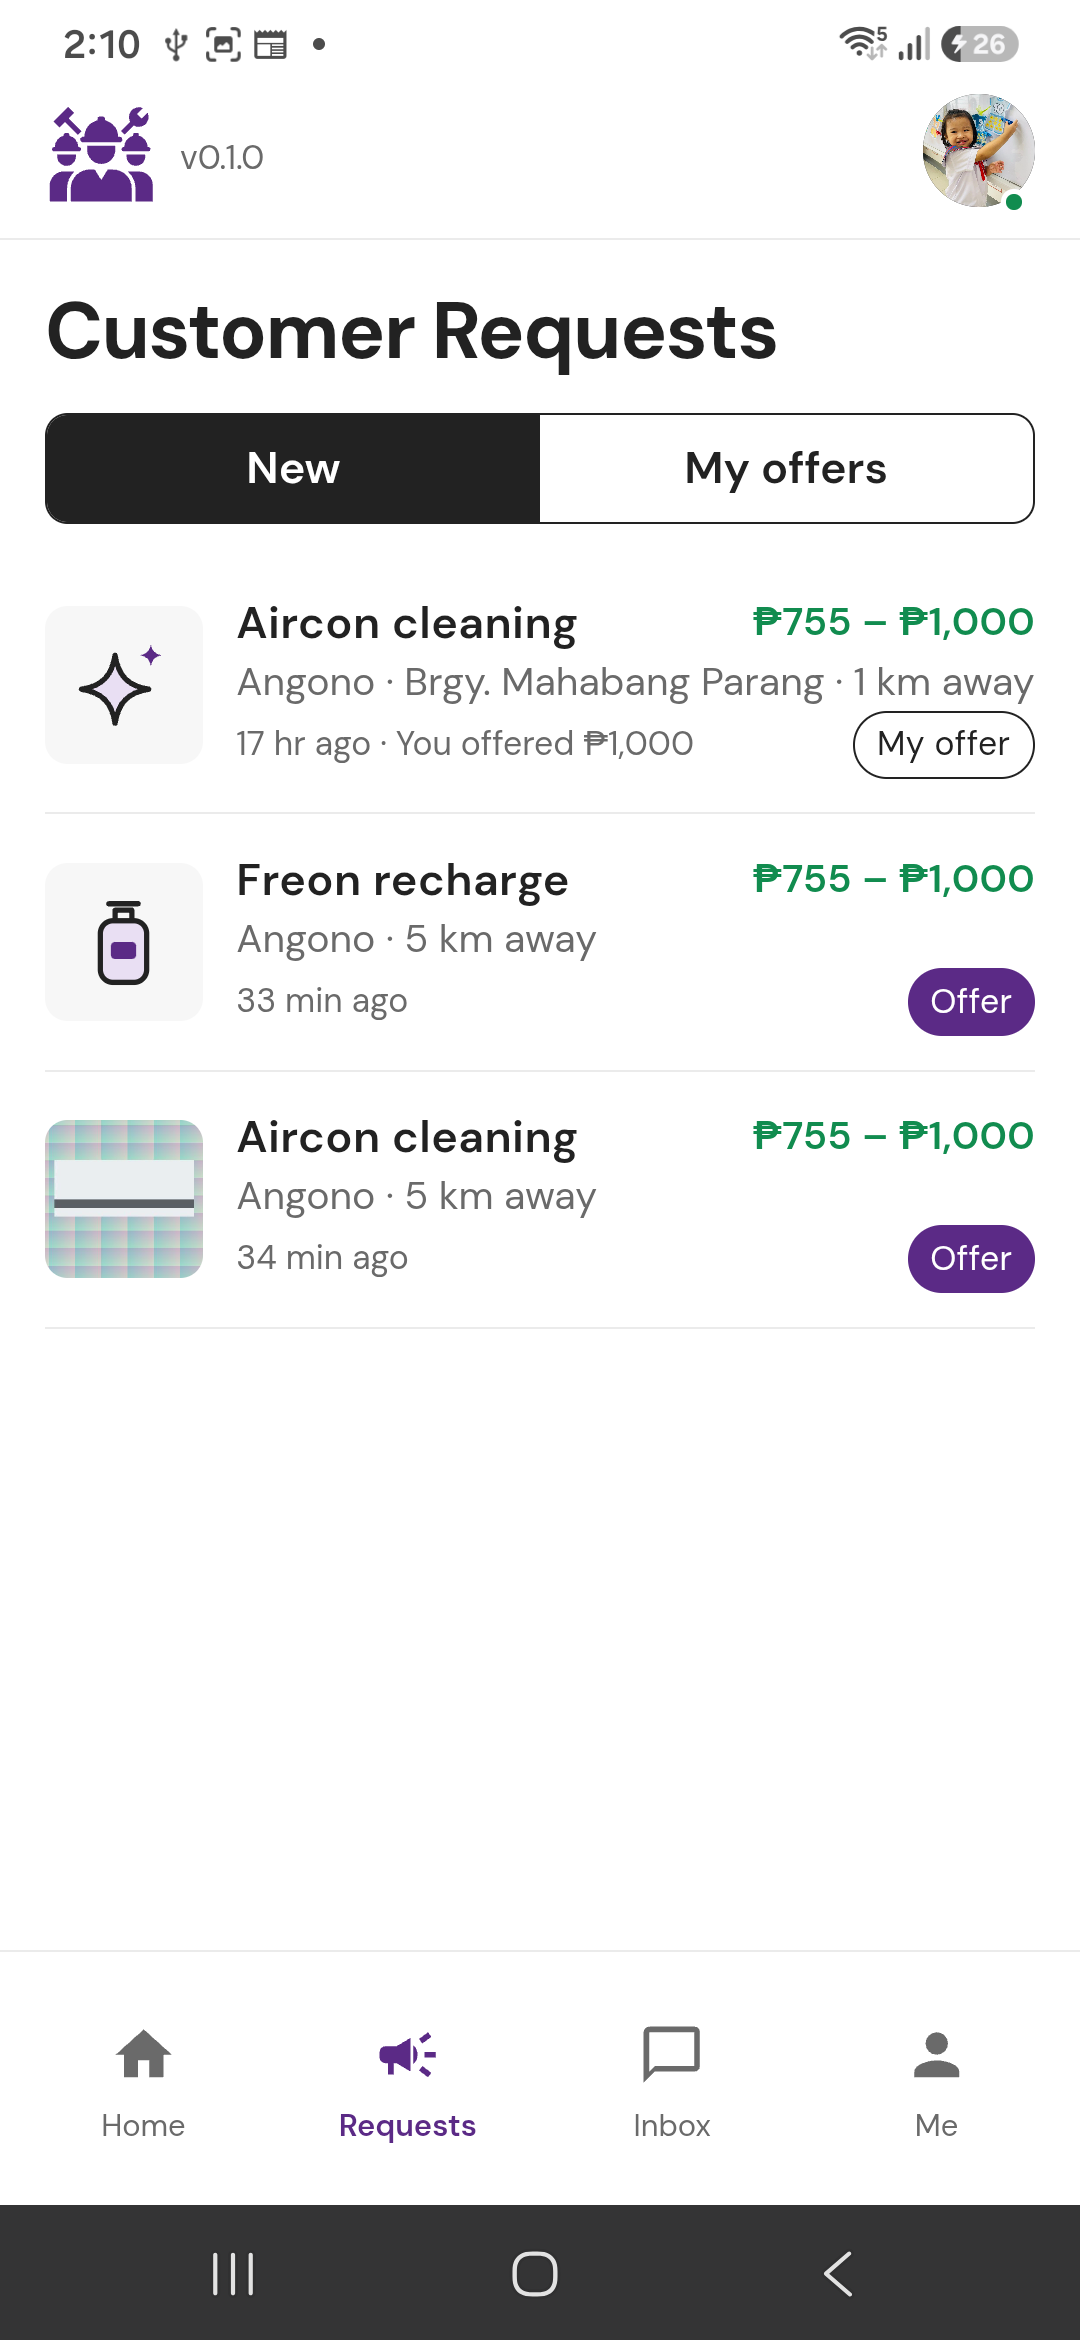 2:10
5
26
v0.1.0
Customer Requests
New
My offers
Aircon cleaning
₱755 – ₱1,000
Angono · Brgy. Mahabang Parang · 1 km away
17 hr ago · You offered ₱1,000
My offer
Freon recharge
₱755 – ₱1,000
Angono · 5 km away
33 min ago
Offer
Aircon cleaning
₱755 – ₱1,000
Angono · 5 km away
34 min ago
Offer
Home
Requests
Inbox
Me